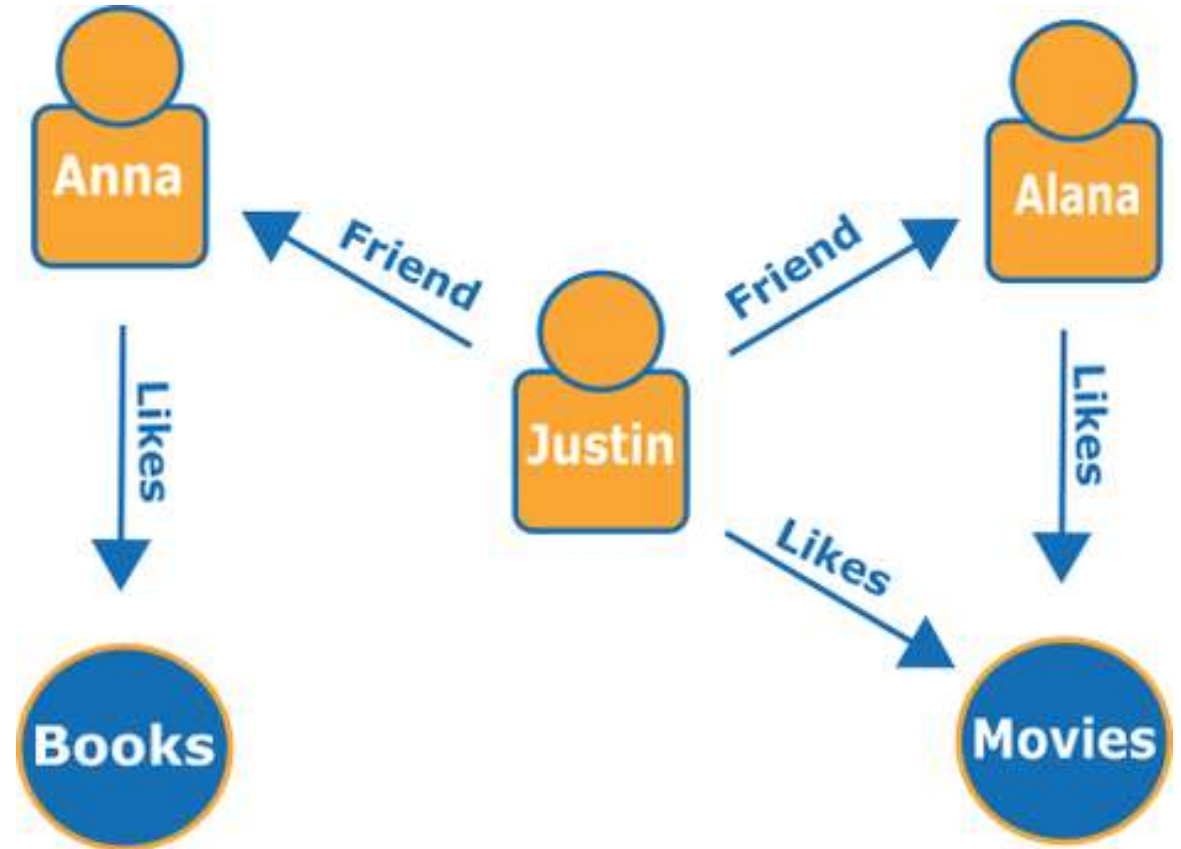 Anna
Alana
Friend
Friend
Justin
Likes
Likes
Likes
Books
Movies